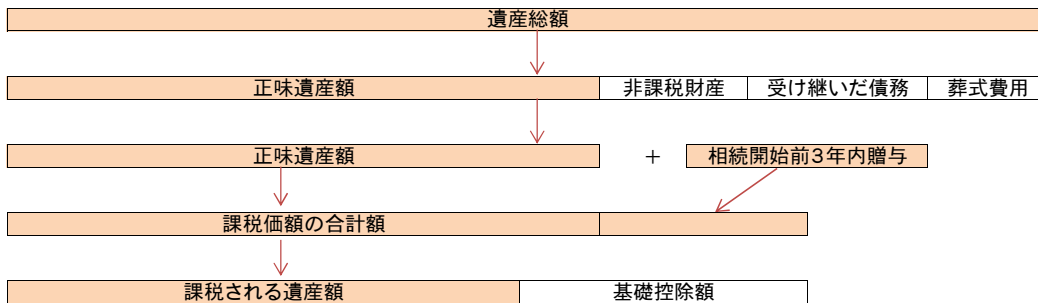 遺産総額
正味遺産額 非課税財産 受け継いだ債務 葬式費用
正味遺産額 + 相続開始前3年内贈与
課税価額の合計額
課税される遺産額 基礎控除額